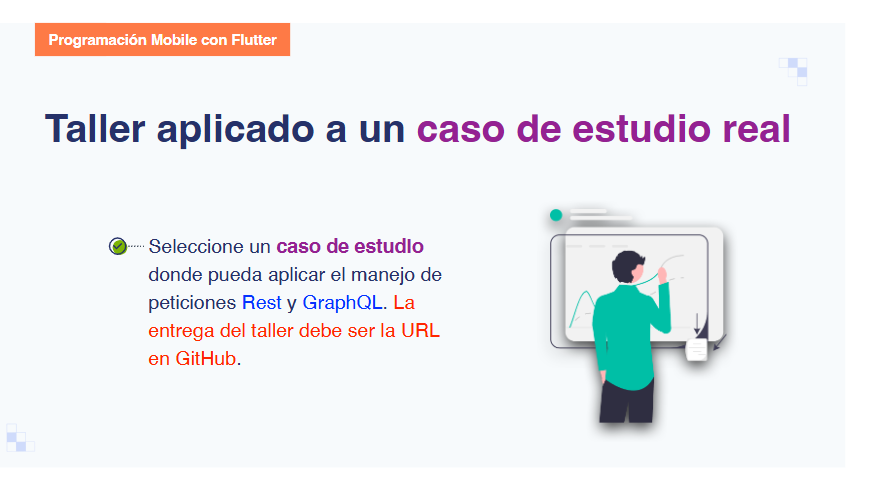 Programación Mobile con Flutter
Taller aplicado a un caso de estudio real
Seleccione un caso de estudIo
donde pueda aplicar el manejo de
peticiones Rest y GraphQL. La
entrega del taller debe ser la URL
en GitHub.